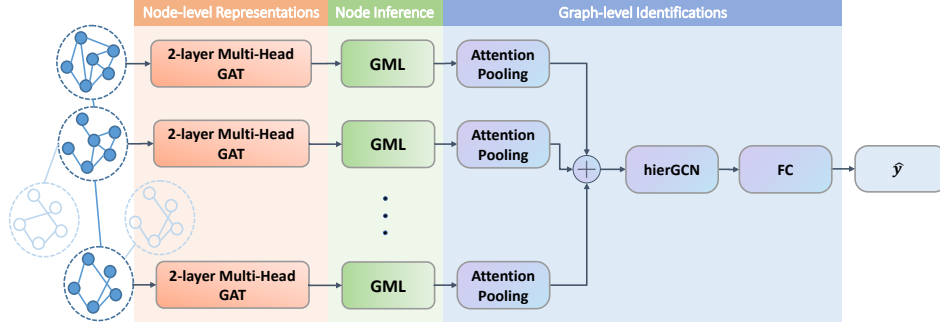 Node-level Representations
Node Inference
Graph-level Identifications
2-layer Multi-Head
GAT
GML
Attention
Pooling
2-layer Multi-Head
GAT
GML
Attention
Pooling
hierGCN
FC
ŷ
2-layer Multi-Head
GAT
GML
Attention
Pooling